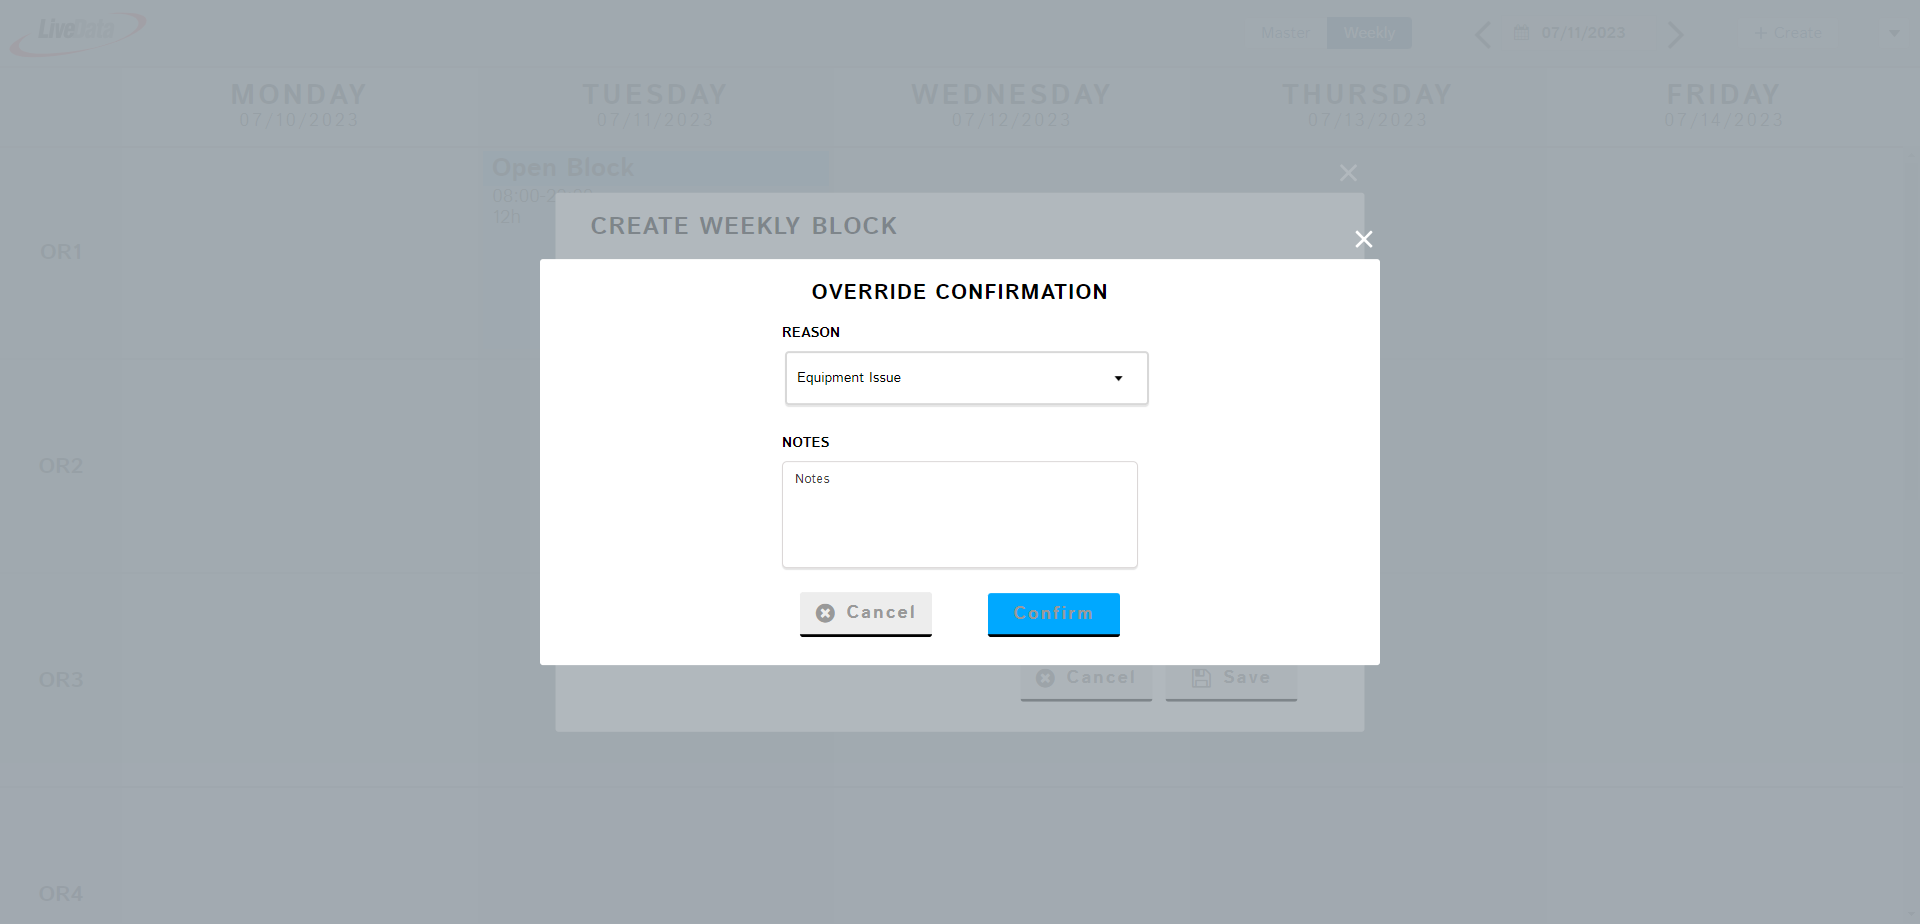 LiveData
Master Weekly 07/11/2023 + Create
MONDAY TUESDAY WEDNESDAY THURSDAY FRIDAY
07/10/2023 07/11/2023 07/12/2023 07/13/2023 07/14/2023
Open Block
08:00-2
12h
CREATE WEEKLY BLOCK
OR1
OVERRIDE CONFIRMATION
REASON
Equipment Issue
NOTES
OR2
Notes
Cancel Confirm
OR3
Cancel Save
OR4